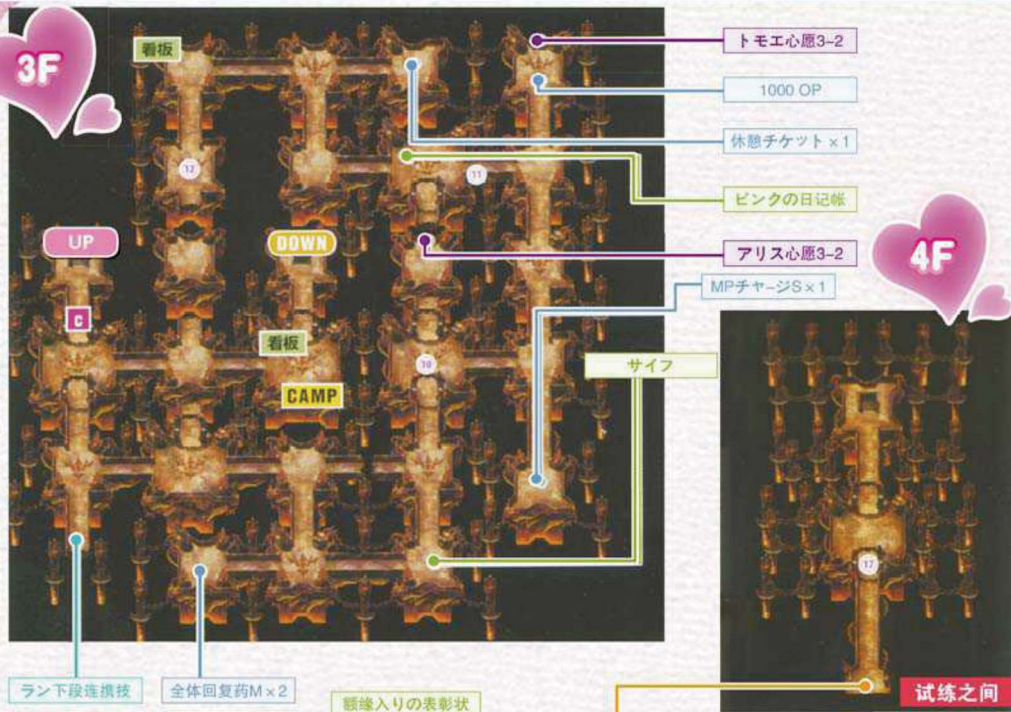 3F
看板
トモエ心愿3-2
1000 OP
休憩チケット×1
12
11
ピンクの日记帐
UP
DOWN
アリス心愿3-2
4F
MPチャージS×1
C
看板
10
サイフ
CAMP
17
ラン下段连携技
全体回复药M×2
额缘入りの表彰状
试练之间